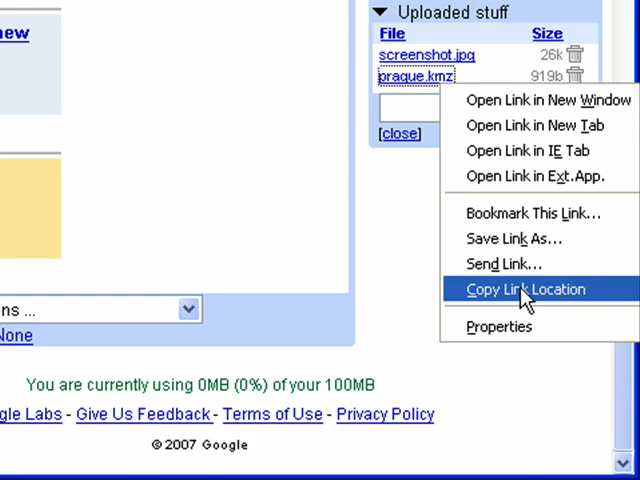 new
Uploaded stuff
File Size
screenshot.jpg 26k
prague.kmz 919b
[close]
Open Link in New Window
Open Link in New Tab
Open Link in IE Tab
Open Link in Ext.App.
Bookmark This Link...
Save Link As...
Send Link...
Copy Link Location
Properties
ns ...
None
You are currently using 0MB (0%) of your 100MB
gle Labs - Give Us Feedback - Terms of Use - Privacy Policy
© 2007 Google